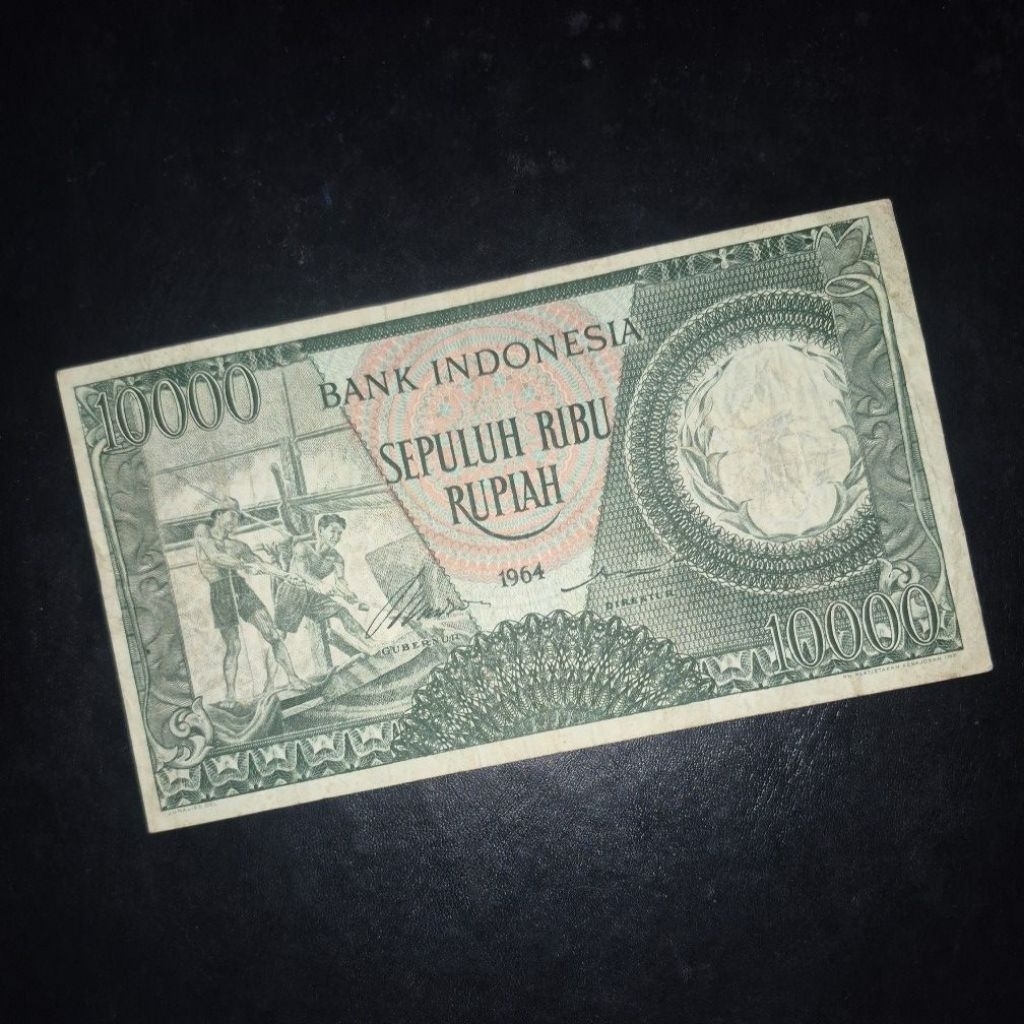 10000
BANK INDONESIA
SEPULUH RIBU
RUPIAH
1964
GUBERNUR
DIREKTUR
10000